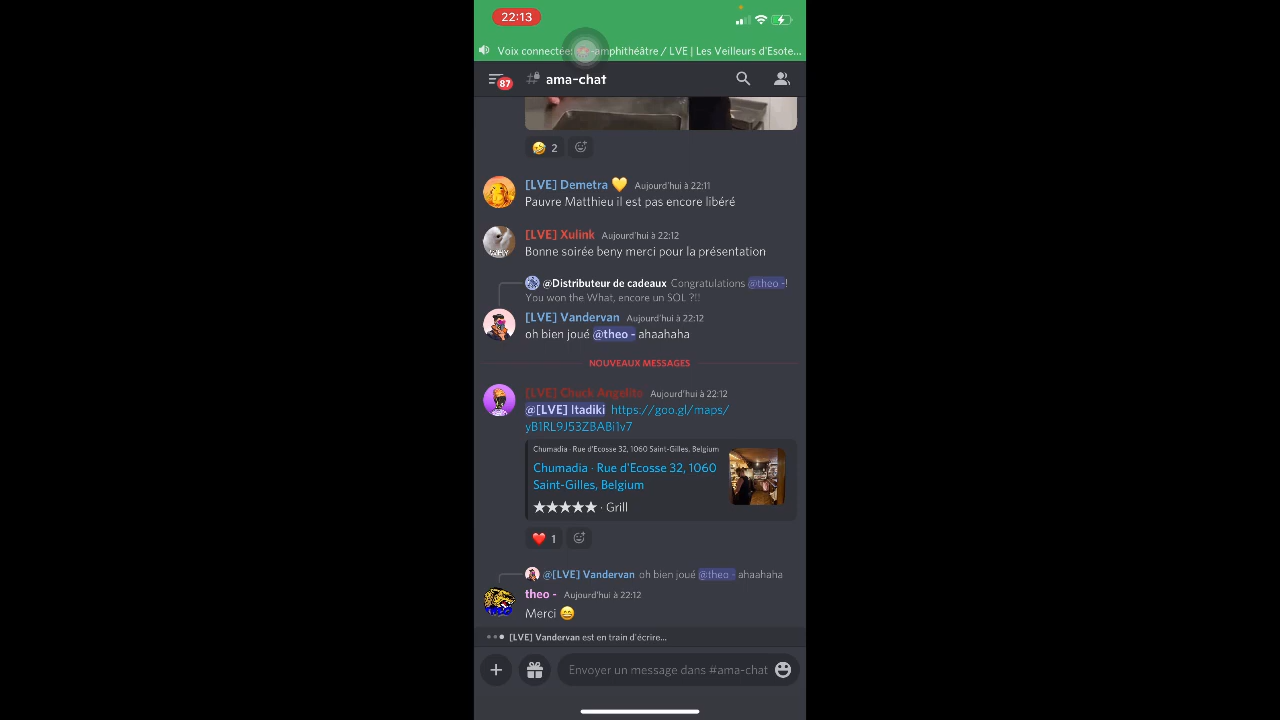 22:13
Voix connectée: -amphithéâtre / LVE | Les Veilleurs d'Esote...
87
ama-chat
🤣 2
[LVE] Demetra 💛 Aujourd'hui à 22:11
Pauvre Matthieu il est pas encore libéré
[LVE] Xulink Aujourd'hui à 22:12
Bonne soirée beny merci pour la présentation
@Distributeur de cadeaux Congratulations @theo -!
You won the What, encore un SOL ?!!
[LVE] Vandervan Aujourd'hui à 22:12
oh bien joué @theo - ahaahaha
NOUVEAUX MESSAGES
[LVE] Chuck Angelito Aujourd'hui à 22:12
@[LVE] Itadiki https://goo.gl/maps/
yB1RL9J53ZBABi1v7
Chumadia · Rue d'Ecosse 32, 1060 Saint-Gilles, Belgium
Chumadia · Rue d'Ecosse 32, 1060
Saint-Gilles, Belgium
★★★★★ · Grill
❤️ 1
@[LVE] Vandervan oh bien joué @theo - ahaahaha
theo - Aujourd'hui à 22:12
Merci 😄
[LVE] Vandervan est en train d'écrire...
Envoyer un message dans #ama-chat